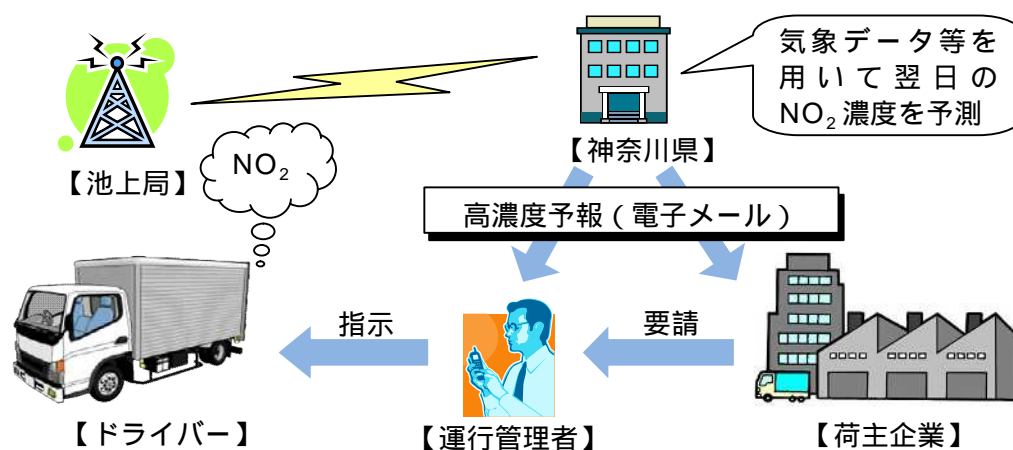 気象データ等を
用いて翌日の
NO₂濃度を予測
【神奈川県】
NO₂
【池上局】
高濃度予報(電子メール)
指示
要請
【ドライバー】
【運行管理者】
【荷主企業】